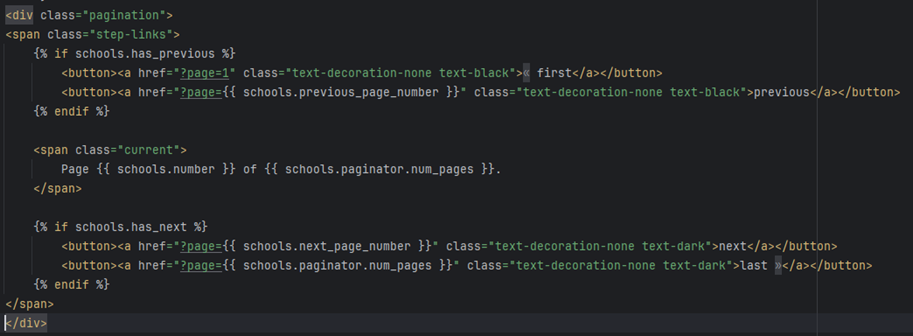 <div class="pagination">
<span class="step-links">
    {% if schools.has_previous %}
        <button><a href="?page=1" class="text-decoration-none text-black">« first</a></button>
        <button><a href="?page={{ schools.previous_page_number }}" class="text-decoration-none text-black">previous</a></button>
    {% endif %}

    <span class="current">
        Page {{ schools.number }} of {{ schools.paginator.num_pages }}.
    </span>

    {% if schools.has_next %}
        <button><a href="?page={{ schools.next_page_number }}" class="text-decoration-none text-dark">next</a></button>
        <button><a href="?page={{ schools.paginator.num_pages }}" class="text-decoration-none text-dark">last »</a></button>
    {% endif %}
</span>
</div>